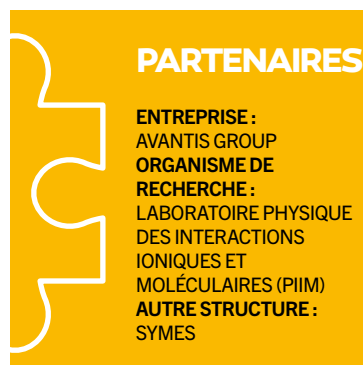 PARTENAIRES
ENTREPRISE :
AVANTIS GROUP
ORGANISME DE
RECHERCHE :
LABORATOIRE PHYSIQUE
DES INTERACTIONS
IONIQUES ET
MOLÉCULAIRES (PIIM)
AUTRE STRUCTURE :
SYMES